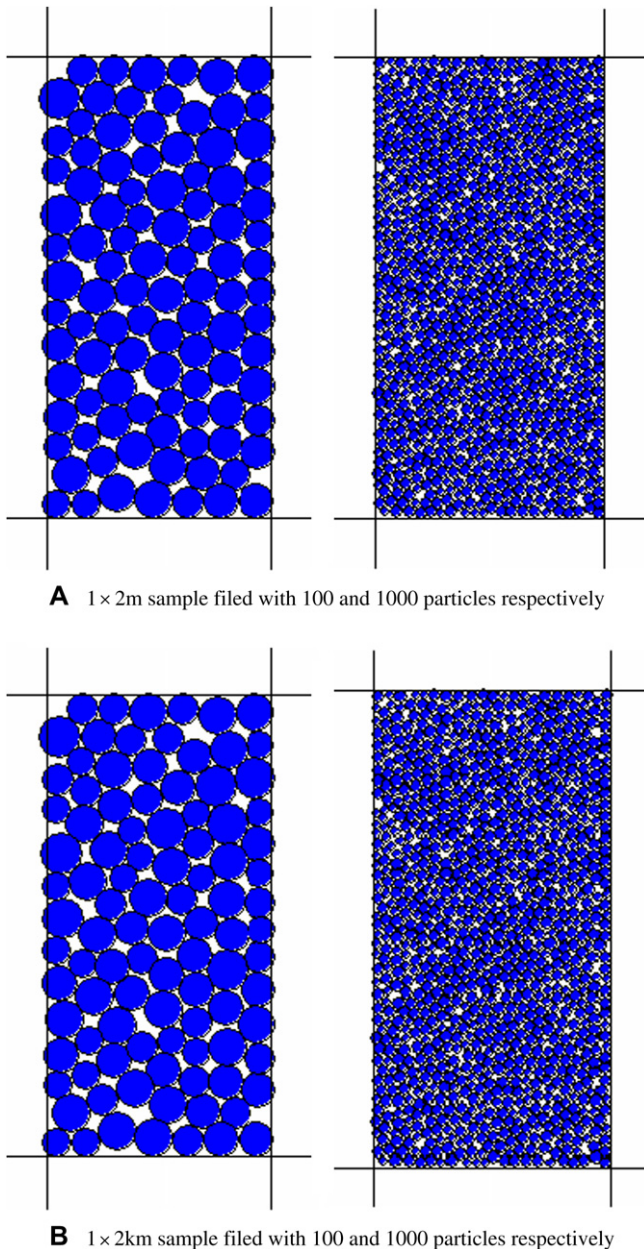 A 1 × 2m sample filed with 100 and 1000 particles respectively
B 1 × 2km sample filed with 100 and 1000 particles respectively